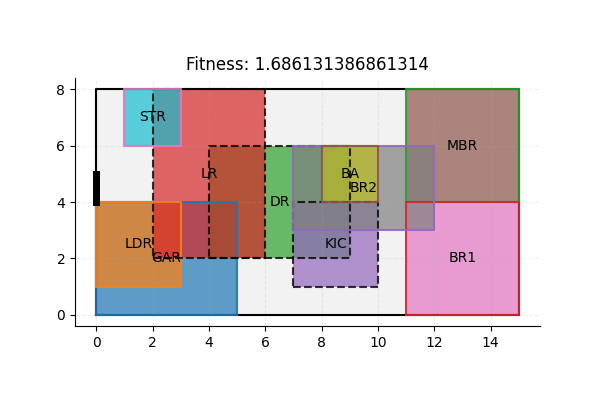 Fitness: 1.686131386861314
8
6
4
2
0
STR
LR
BA
BR2
MBR
DR
LDR
GAR
KIC
BR1
0 2 4 6 8 10 12 14